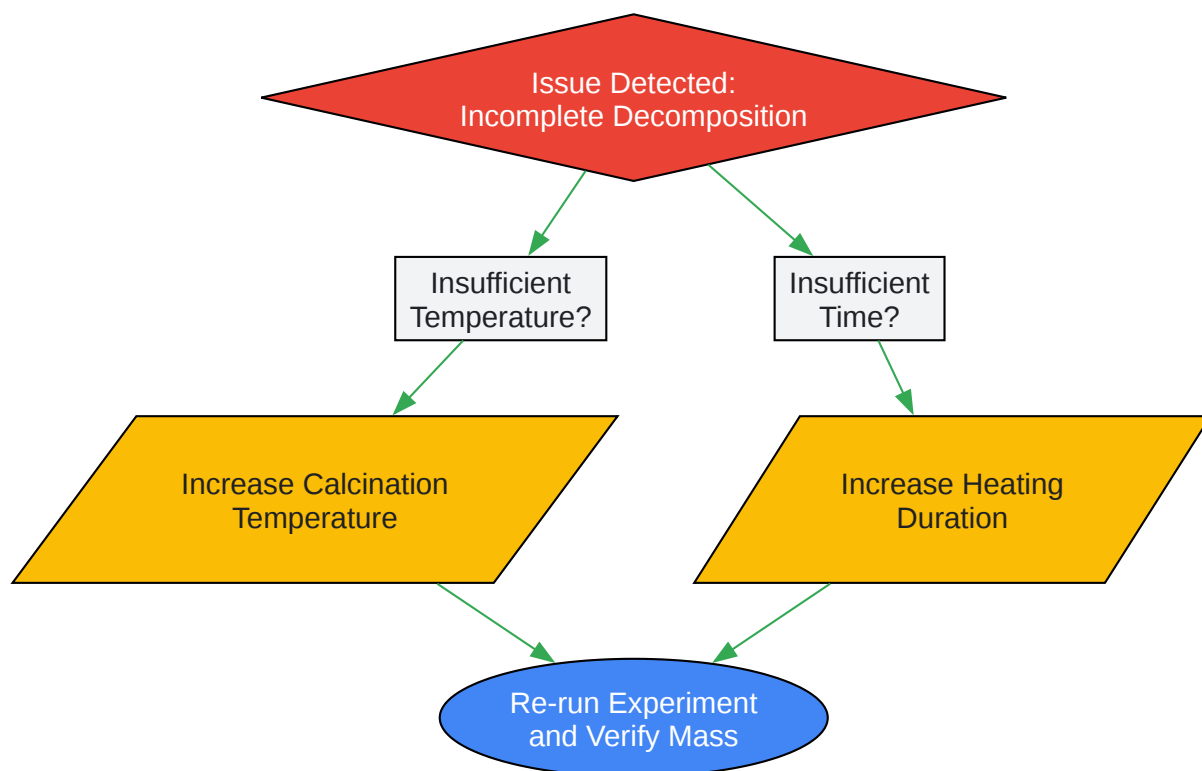 Issue Detected:
Incomplete Decomposition
Insufficient
Temperature?
Insufficient
Time?
Increase Calcination
Temperature
Increase Heating
Duration
Re-run Experiment
and Verify Mass